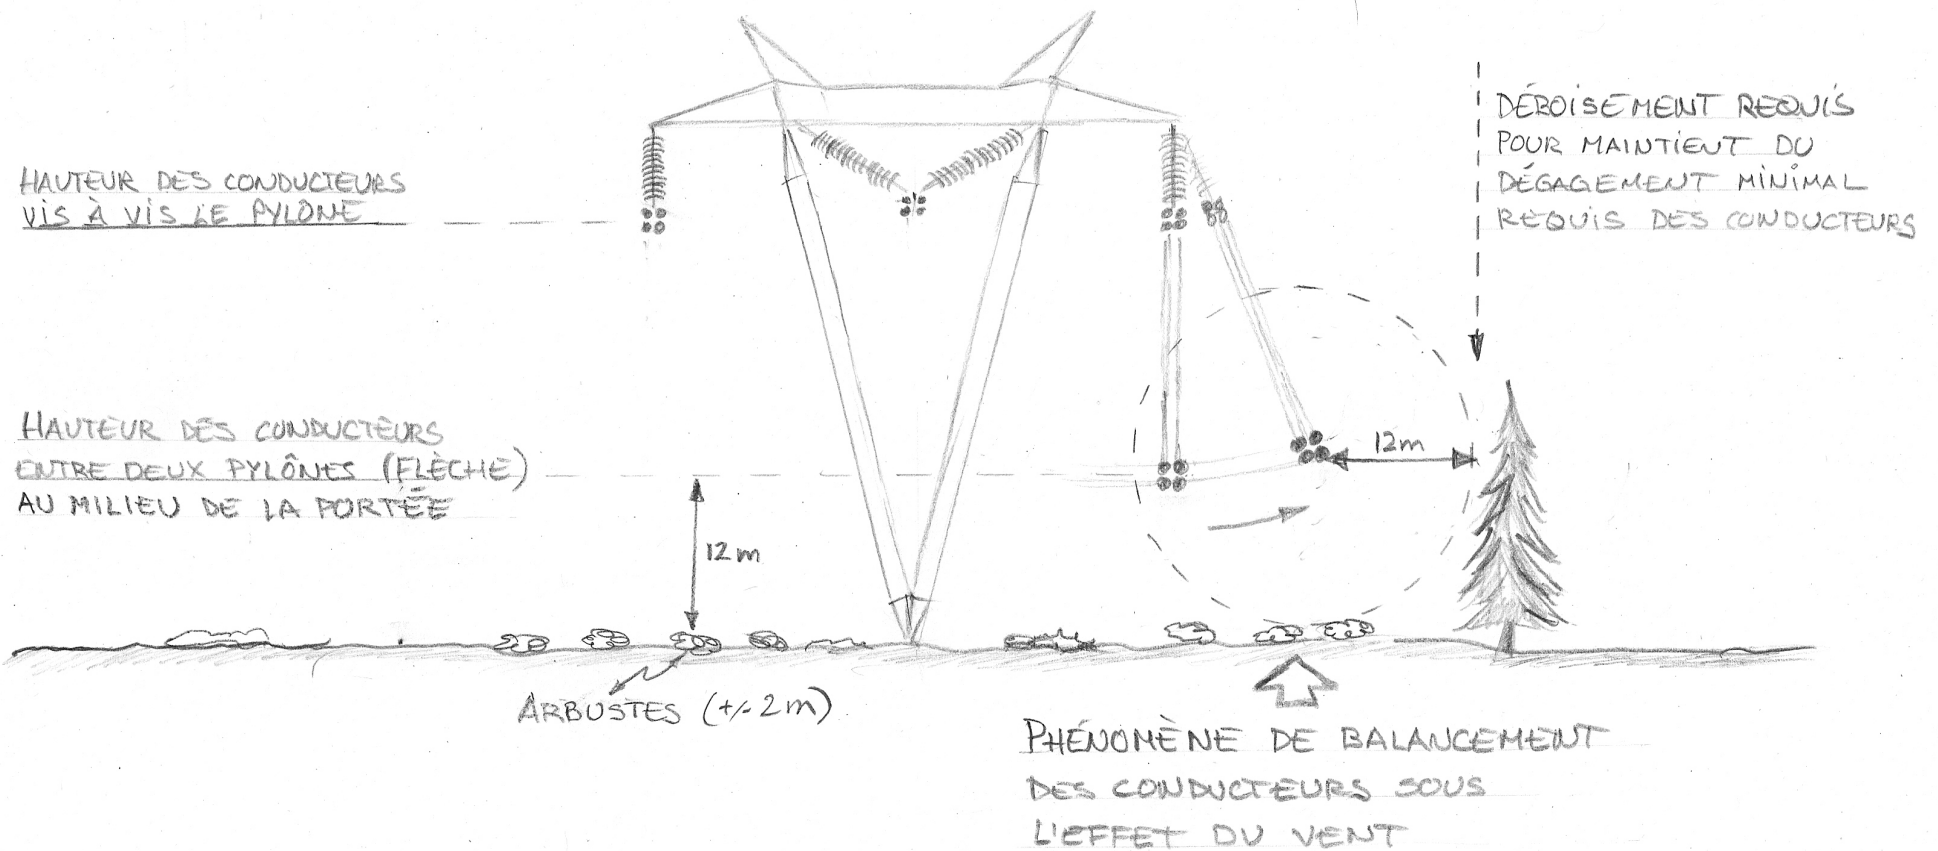 HAUTEUR DES CONDUCTEURS
VIS À VIS LE PYLÔNE
DÉBOISEMENT REQUIS
POUR MAINTIENT DU
DÉGAGEMENT MINIMAL
REQUIS DES CONDUCTEURS
HAUTEUR DES CONDUCTEURS
ENTRE DEUX PYLÔNES (FLÈCHE)
AU MILIEU DE LA PORTÉE
12m
12m
ARBUSTES (+/- 2m)
PHÉNOMÈNE DE BALANCEMENT
DES CONDUCTEURS SOUS
L'EFFET DU VENT